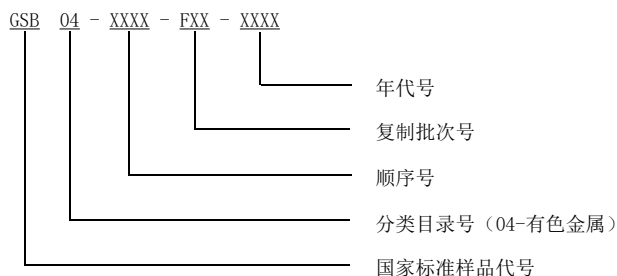 GSB 04 - XXXX - FXX - XXXX
年代号
复制批次号
顺序号
分类目录号（04-有色金属）
国家标准样品代号